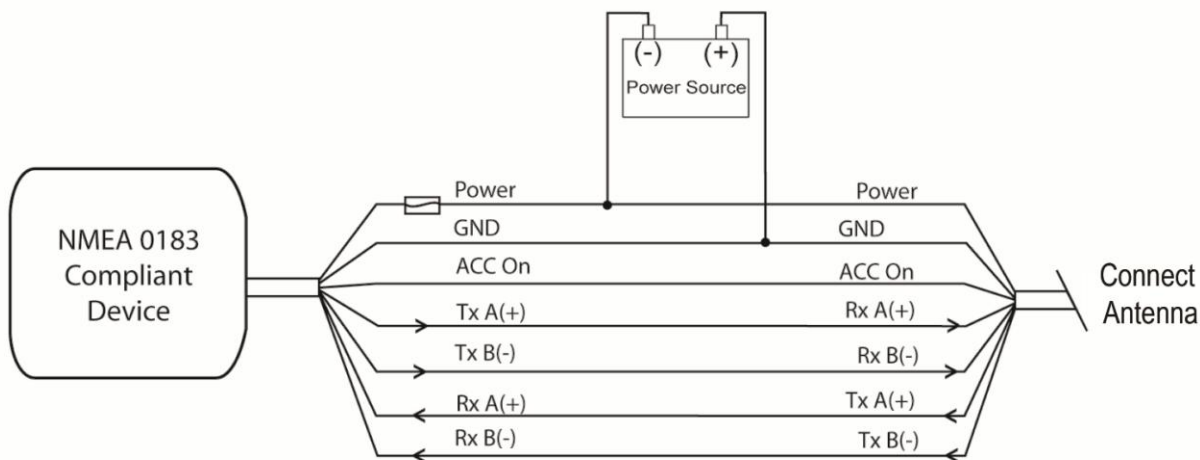 (-) (+)
Power Source
Power Power
GND GND
ACC On ACC On
Tx A(+) Rx A(+)
Tx B(-) Rx B(-)
Rx A(+) Tx A(+)
Rx B(-) Tx B(-)
NMEA 0183
Compliant
Device
Connect
Antenna